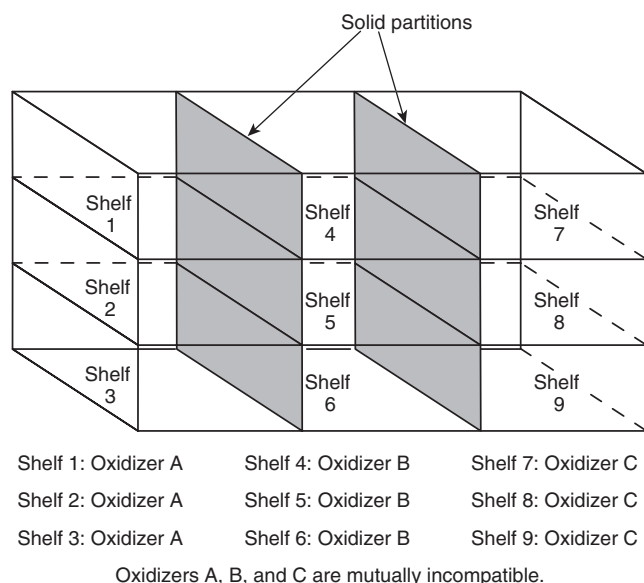 Solid partitions
Shelf
1
Shelf
4
Shelf
7
Shelf
2
Shelf
5
Shelf
8
Shelf
3
Shelf
6
Shelf
9
Shelf 1: Oxidizer A
Shelf 4: Oxidizer B
Shelf 7: Oxidizer C
Shelf 2: Oxidizer A
Shelf 5: Oxidizer B
Shelf 8: Oxidizer C
Shelf 3: Oxidizer A
Shelf 6: Oxidizer B
Shelf 9: Oxidizer C
Oxidizers A, B, and C are mutually incompatible.